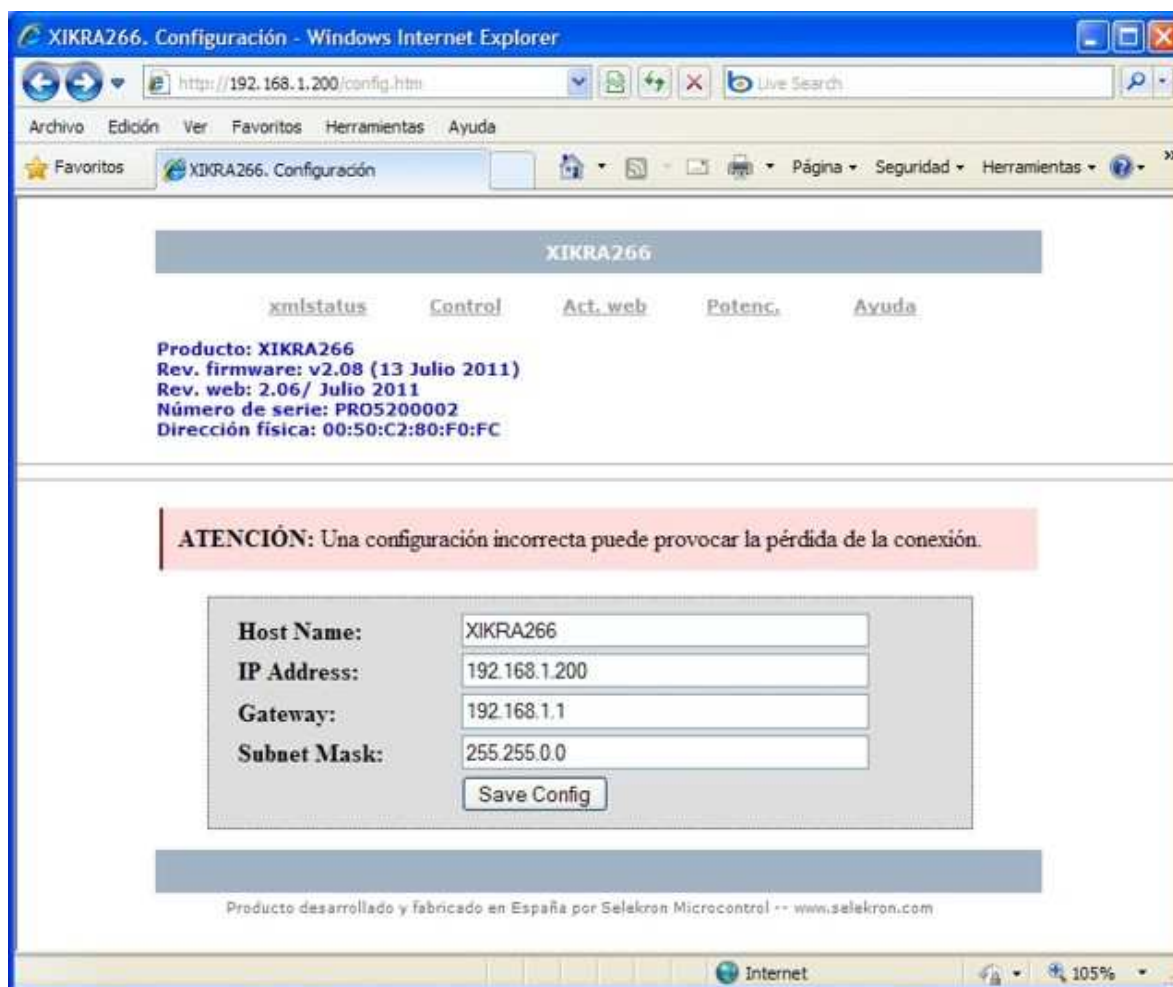 XIKRA266. Configuración - Windows Internet Explorer
http://192.168.1.200/config.htm
Live Search
Archivo Edición Ver Favoritos Herramientas Ayuda
Favoritos XIKRA266. Configuración Página Seguridad Herramientas
XIKRA266
xmlstatus Control Act. web Potenc. Ayuda
Producto: XIKRA266
Rev. firmware: v2.08 (13 Julio 2011)
Rev. web: 2.06/ Julio 2011
Número de serie: PRO5200002
Dirección física: 00:50:C2:80:F0:FC
ATENCIÓN: Una configuración incorrecta puede provocar la pérdida de la conexión.
Host Name: XIKRA266
IP Address: 192.168.1.200
Gateway: 192.168.1.1
Subnet Mask: 255.255.0.0
Save Config
Producto desarrollado y fabricado en España por Selekron Microcontrol -- www.selekron.com
Internet 105%